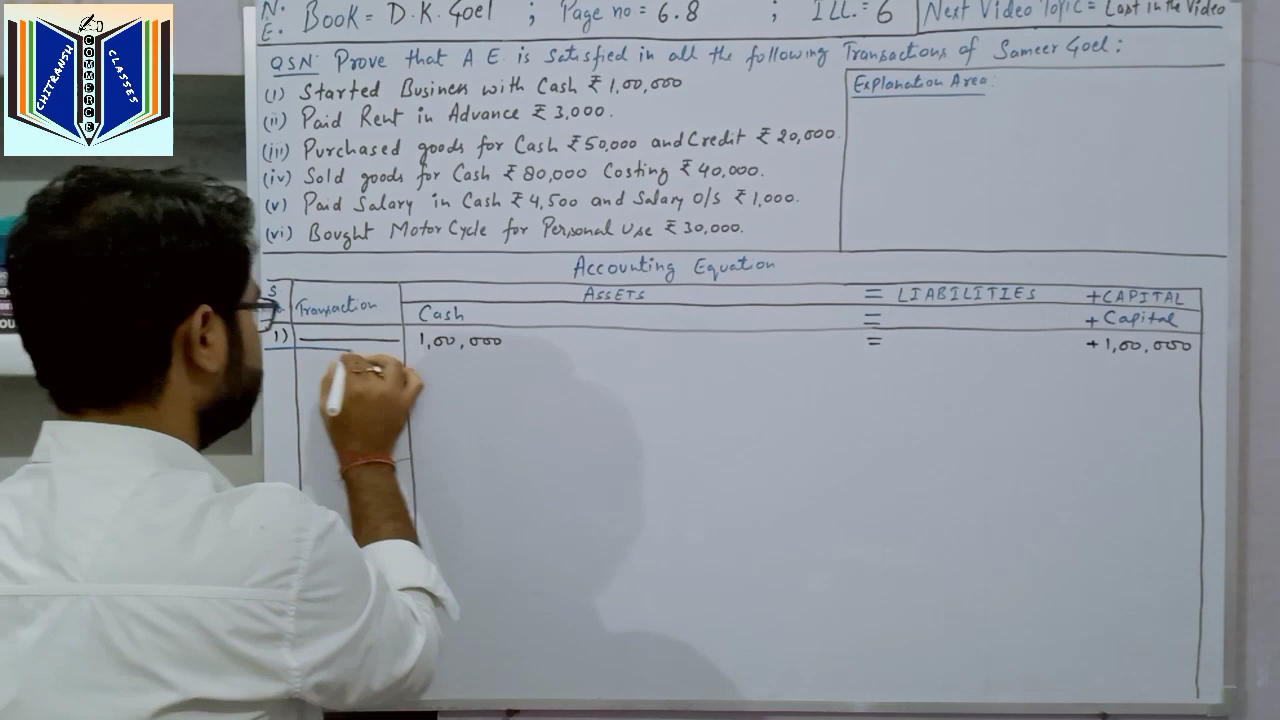 CHITRANSH COMMERCE CLASSES
N.
E.
Book = D.K. Goel ; Page no = 6.8 ; ILL. = 6
Next Video Topic = Last in the Video
QSN: Prove that A.E. is Satisfied in all the following Transactions of Sameer Goel :
(i) Started Business with Cash ₹ 1,00,000
(ii) Paid Rent in Advance ₹ 3,000.
(iii) Purchased goods for Cash ₹ 50,000 and Credit ₹ 20,000.
(iv) Sold goods for Cash ₹ 80,000 Costing ₹ 40,000.
(v) Paid Salary in Cash ₹ 4,500 and Salary O/S ₹ 1,000.
(vi) Bought MotorCycle for Personal Use ₹ 30,000.
Explanation Area:
Accounting Equation
S Transaction ASSETS = LIABILITIES + CAPITAL
Cash = + Capital
1) 1,00,000 = + 1,00,000